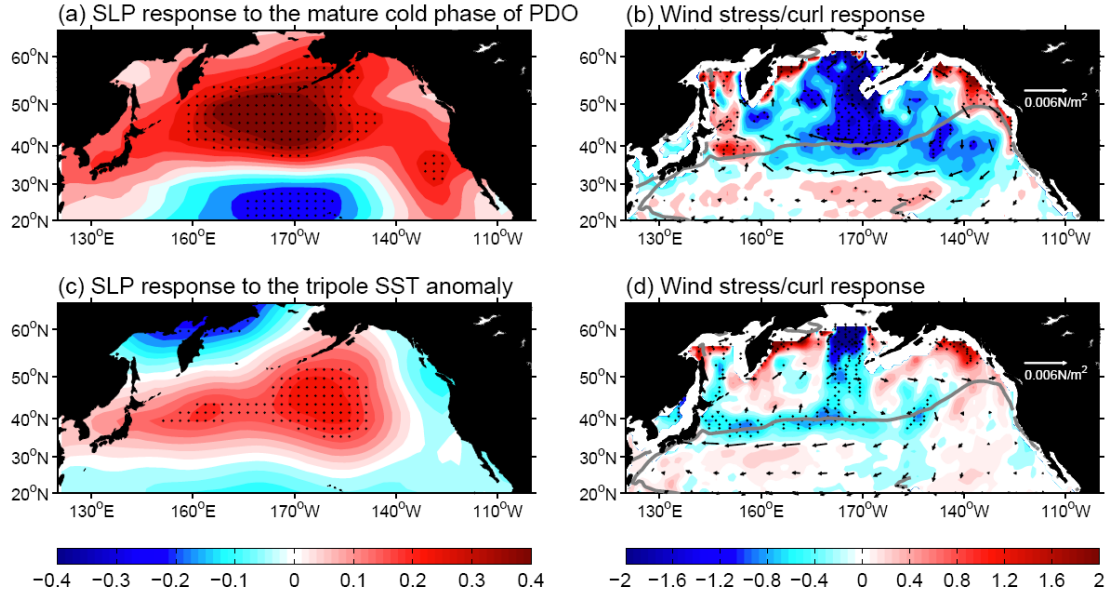 (a) SLP response to the mature cold phase of PDO
(b) Wind stress/curl response
60°N
50°N
40°N
30°N
20°N
130°E 160°E 170°W 140°W 110°W
60°N
50°N
40°N
30°N
20°N
0.006N/m²
130°E 160°E 170°W 140°W 110°W
(c) SLP response to the tripole SST anomaly
(d) Wind stress/curl response
60°N
50°N
40°N
30°N
20°N
130°E 160°E 170°W 140°W 110°W
60°N
50°N
40°N
30°N
20°N
0.006N/m²
130°E 160°E 170°W 140°W 110°W
−0.4 −0.3 −0.2 −0.1 0 0.1 0.2 0.3 0.4
−2 −1.6 −1.2 −0.8 −0.4 0 0.4 0.8 1.2 1.6 2